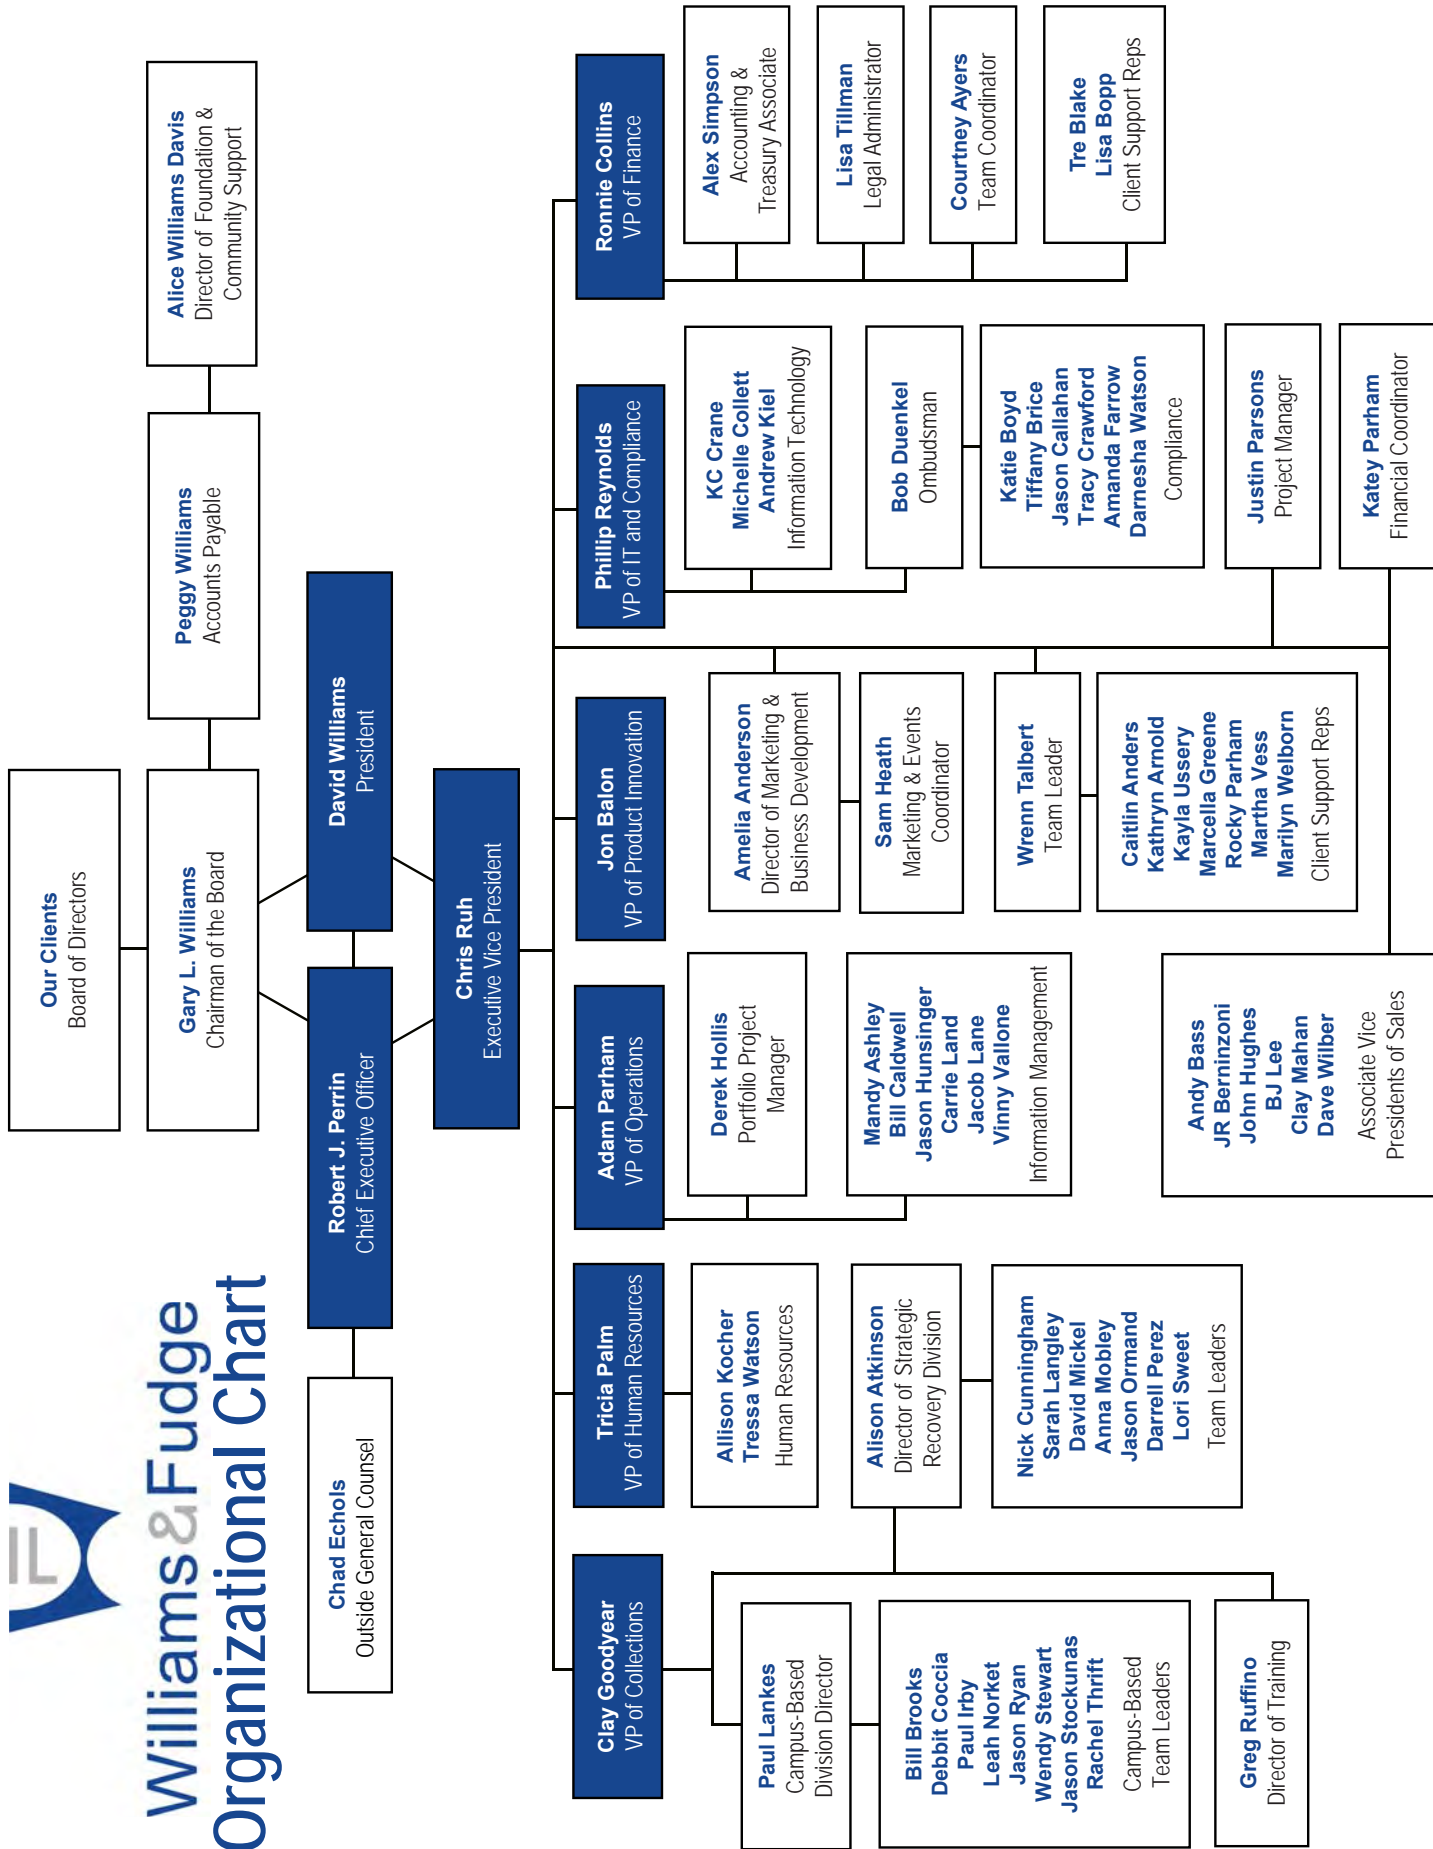 IL
Williams&Fudge
Organizational Chart
Our Clients
Board of Directors
Gary L. Williams
Chairman of the Board
Peggy Williams
Accounts Payable
Alice Williams Davis
Director of Foundation &
Community Support
Chad Echols
Outside General Counsel
Robert J. Perrin
Chief Executive Officer
David Williams
President
Chris Ruh
Executive Vice President
Clay Goodyear
VP of Collections
Tricia Palm
VP of Human Resources
Adam Parham
VP of Operations
Jon Balon
VP of Product Innovation
Phillip Reynolds
VP of IT and Compliance
Ronnie Collins
VP of Finance
Paul Lankes
Campus-Based
Division Director
Bill Brooks
Debbit Coccia
Paul Irby
Leah Norket
Jason Ryan
Wendy Stewart
Jason Stockunas
Rachel Thrift
Campus-Based
Team Leaders
Greg Ruffino
Director of Training
Allison Kocher
Tressa Watson
Human Resources
Alison Atkinson
Director of Strategic
Recovery Division
Nick Cunningham
Sarah Langley
David Mickel
Anna Mobley
Jason Ormand
Darrell Perez
Lori Sweet
Team Leaders
Derek Hollis
Portfolio Project
Manager
Mandy Ashley
Bill Caldwell
Jason Hunsinger
Carrie Land
Jacob Lane
Vinny Vallone
Information Management
Andy Bass
JR Berninzoni
John Hughes
BJ Lee
Clay Mahan
Dave Wilber
Associate Vice
Presidents of Sales
Amelia Anderson
Director of Marketing &
Business Development
Sam Heath
Marketing & Events
Coordinator
Wrenn Talbert
Team Leader
Caitlin Anders
Kathryn Arnold
Kayla Ussery
Marcella Greene
Rocky Parham
Martha Vess
Marilyn Welborn
Client Support Reps
KC Crane
Michelle Collett
Andrew Kiel
Information Technology
Bob Duenkel
Ombudsman
Katie Boyd
Tiffany Brice
Jason Callahan
Tracy Crawford
Amanda Farrow
Darnesha Watson
Compliance
Justin Parsons
Project Manager
Katey Parham
Financial Coordinator
Alex Simpson
Accounting &
Treasury Associate
Lisa Tillman
Legal Administrator
Courtney Ayers
Team Coordinator
Tre Blake
Lisa Bopp
Client Support Reps